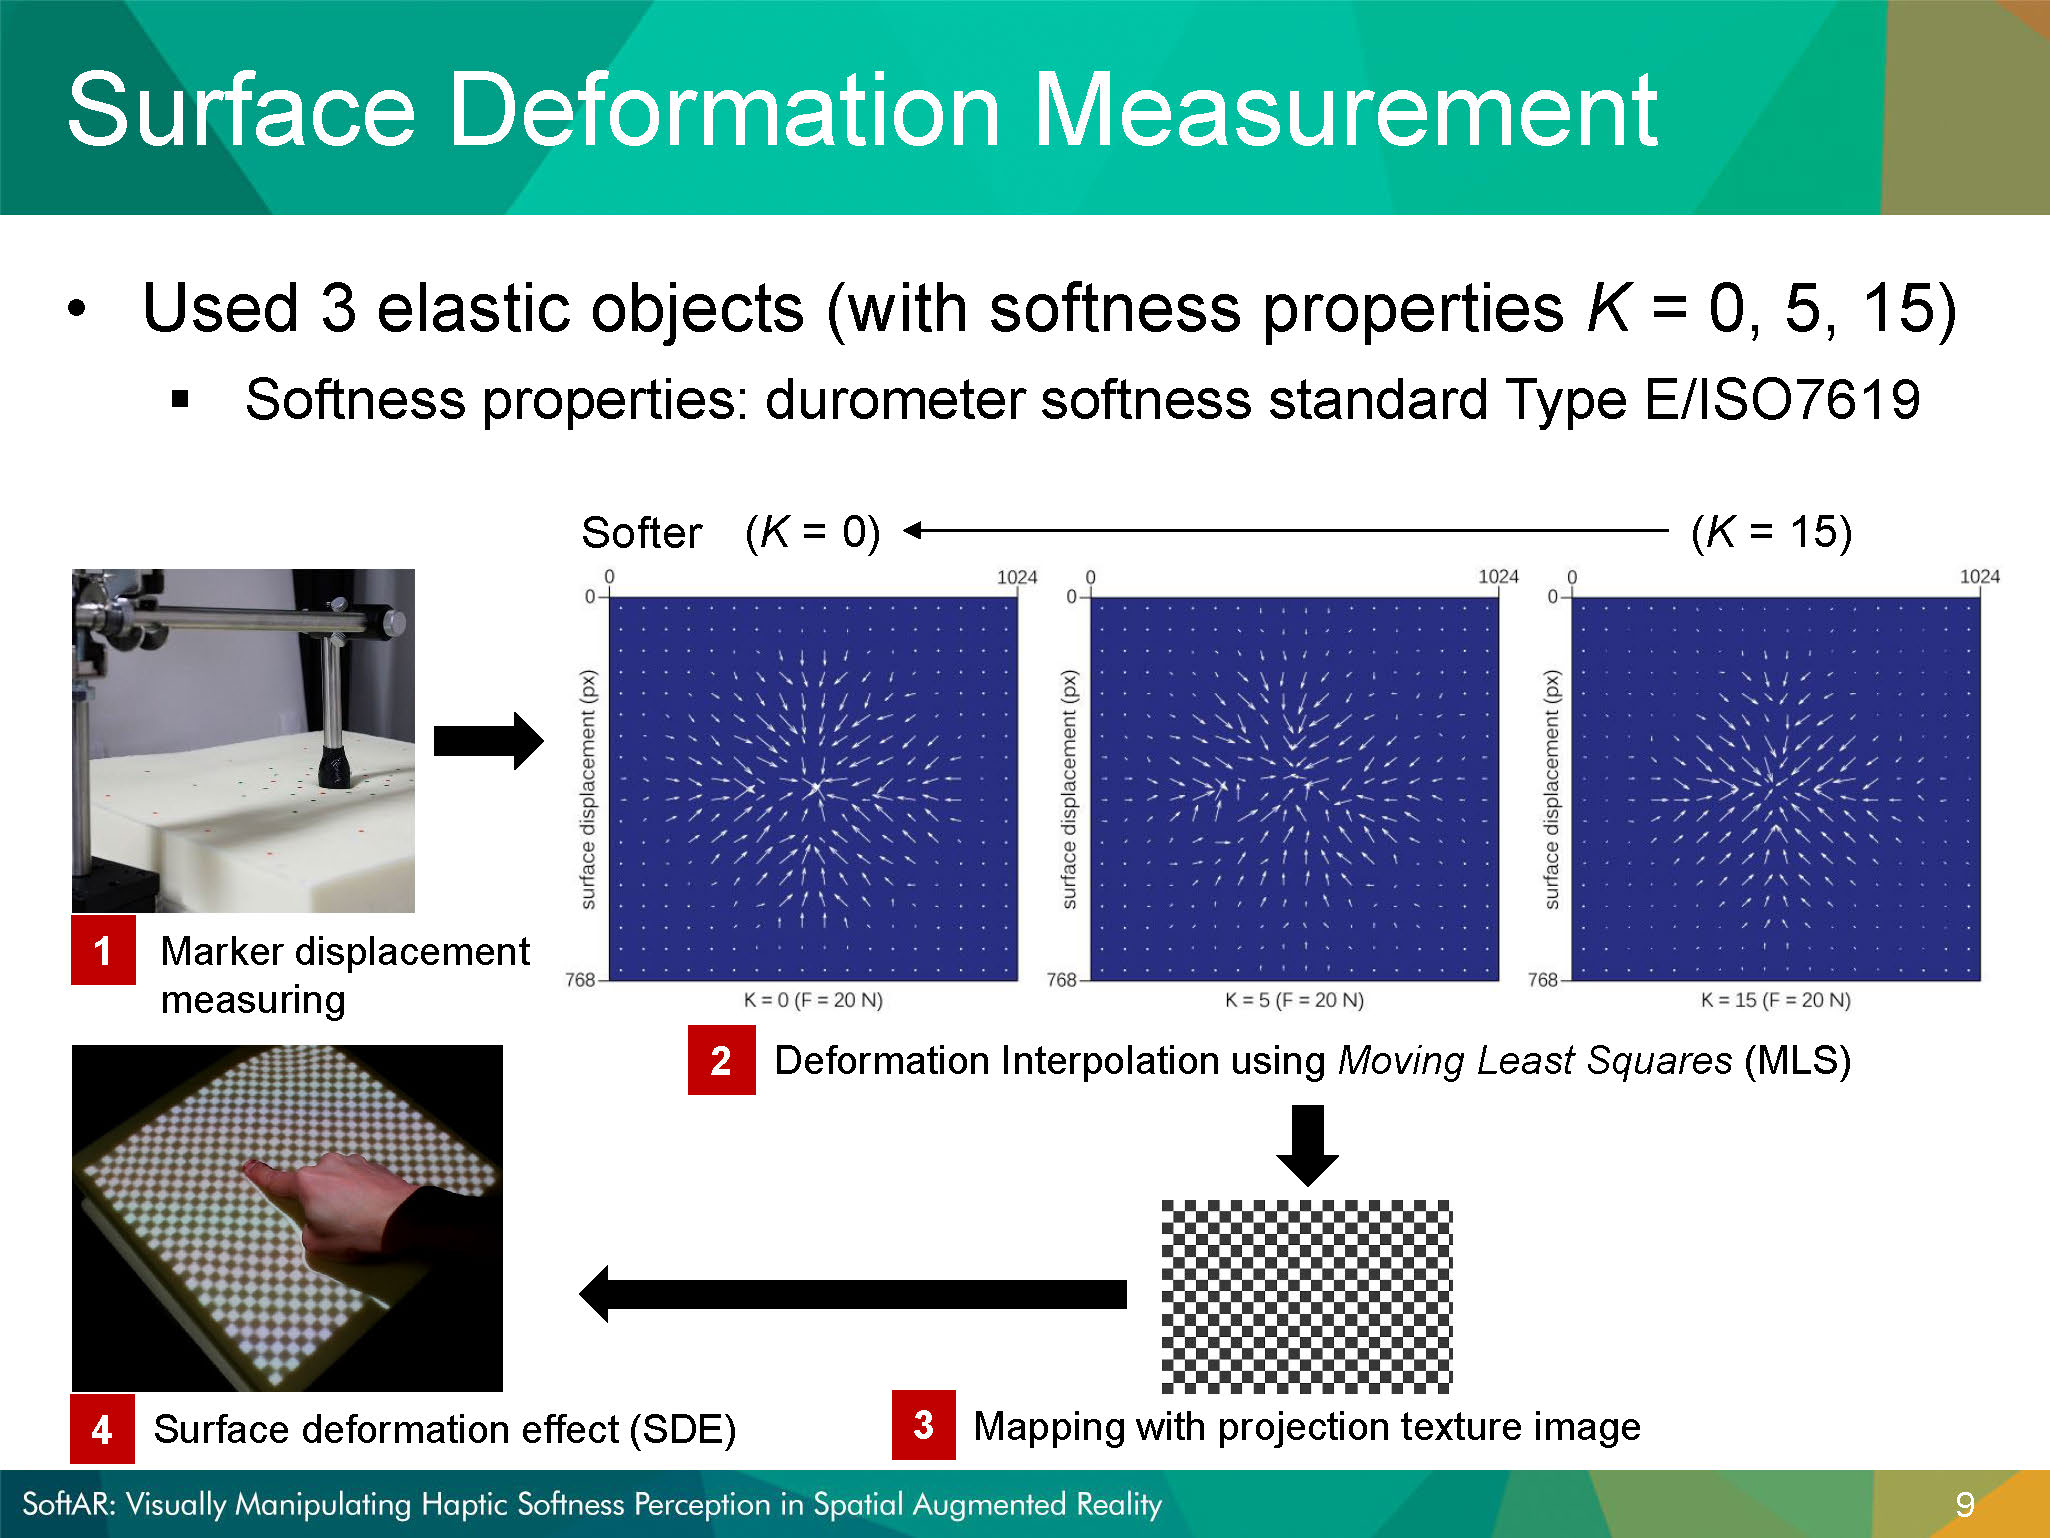 Surface Deformation Measurement
• Used 3 elastic objects (with softness properties K = 0, 5, 15)
▪ Softness properties: durometer softness standard Type E/ISO7619
Softer (K = 0) (K = 15)
0 1024 0 1024 0 1024
0 0 0
surface displacement (px)
surface displacement (px)
surface displacement (px)
768 768 768
K = 0 (F = 20 N) K = 5 (F = 20 N) K = 15 (F = 20 N)
1 Marker displacement
measuring
2 Deformation Interpolation using Moving Least Squares (MLS)
4 Surface deformation effect (SDE)
3 Mapping with projection texture image
SoftAR: Visually Manipulating Haptic Softness Perception in Spatial Augmented Reality
9